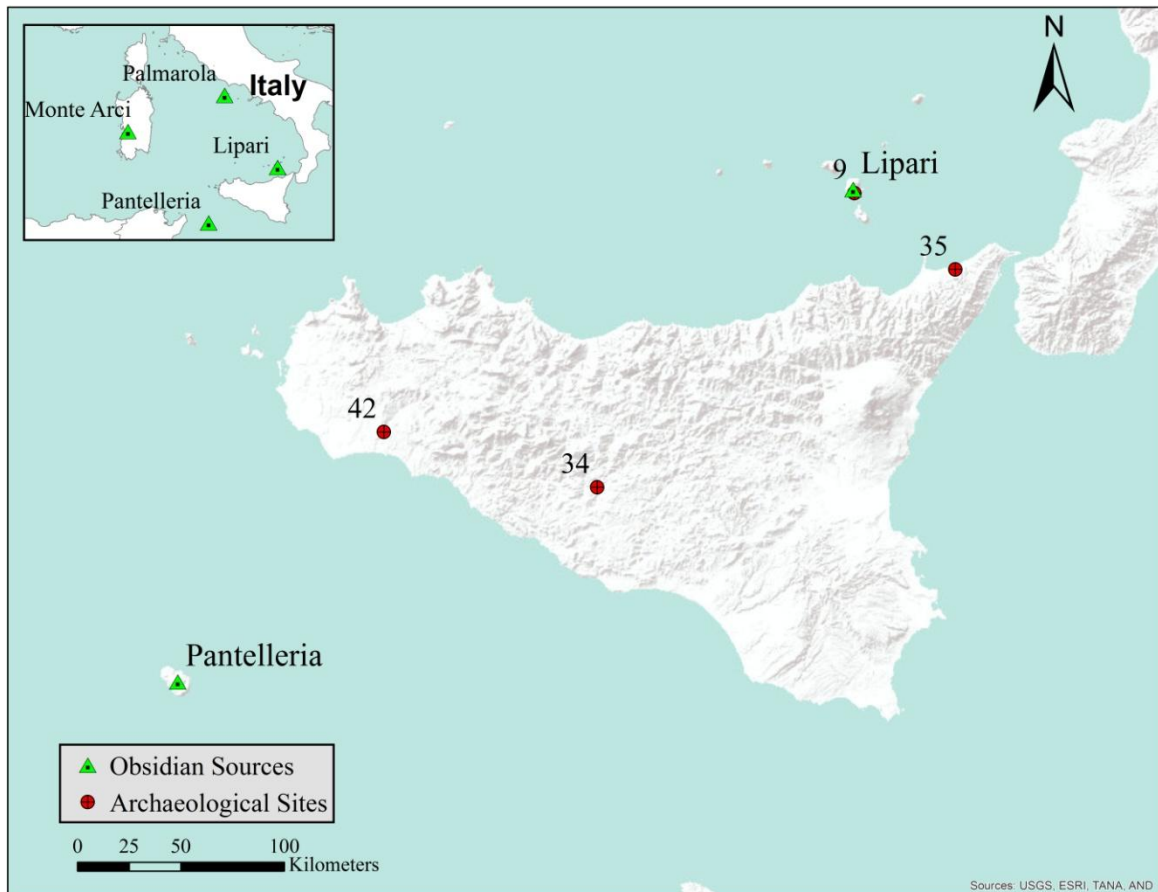 Palmarola
Italy
Monte Arci
Lipari
Pantelleria
N
9 Lipari
35
42
34
Pantelleria
Obsidian Sources
Archaeological Sites
0 25 50 100
Kilometers
Sources: USGS, ESRI, TANA, AND